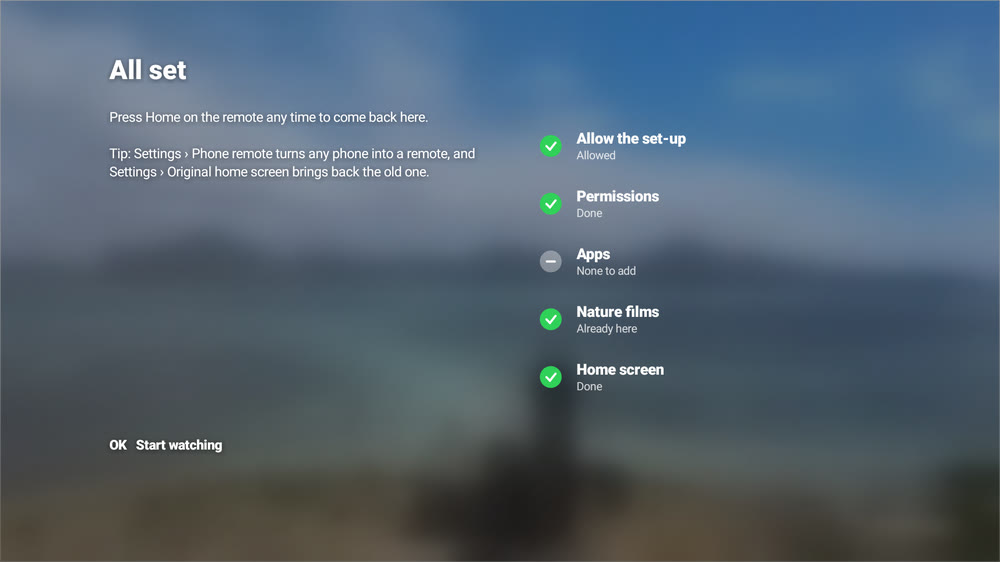 All set
Press Home on the remote any time to come back here.
Tip: Settings › Phone remote turns any phone into a remote, and
Settings › Original home screen brings back the old one.
Allow the set-up
Allowed
Permissions
Done
Apps
None to add
Nature films
Already here
Home screen
Done
OK Start watching